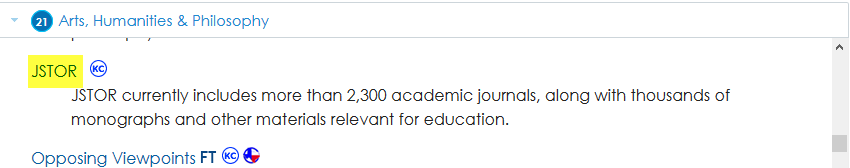 21 Arts, Humanities & Philosophy
JSTOR KC
JSTOR currently includes more than 2,300 academic journals, along with thousands of
monographs and other materials relevant for education.
Opposing Viewpoints FT KC